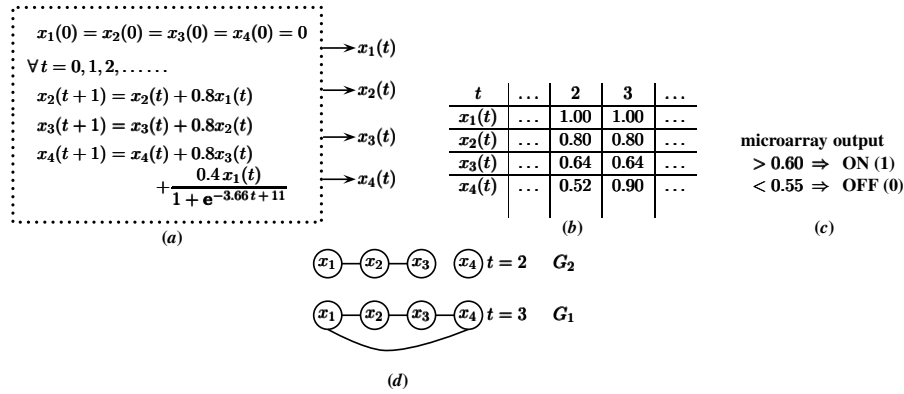 x₁(0) = x₂(0) = x₃(0) = x₄(0) = 0
∀ t = 0, 1, 2, ......
x₂(t + 1) = x₂(t) + 0.8x₁(t)
x₃(t + 1) = x₃(t) + 0.8x₂(t)
x₄(t + 1) = x₄(t) + 0.8x₃(t)
+ 0.4 x₁(t)
1 + e^−3.66 t+11
x₁(t)
x₂(t)
x₃(t)
x₄(t)
(a)
t ... 2 3 ...
x₁(t) ... 1.00 1.00 ...
x₂(t) ... 0.80 0.80 ...
x₃(t) ... 0.64 0.64 ...
x₄(t) ... 0.52 0.90 ...
(b)
microarray output
> 0.60 ⇒ ON (1)
< 0.55 ⇒ OFF (0)
(c)
x₁ x₂ x₃ x₄ t = 2 G₂
x₁ x₂ x₃ x₄ t = 3 G₁
(d)